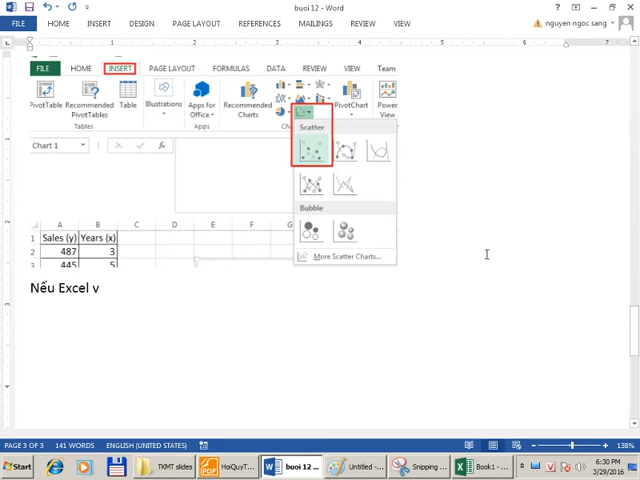 buoi 12 - Word
FILE HOME INSERT DESIGN PAGE LAYOUT REFERENCES MAILINGS REVIEW VIEW nguyen ngoc sang
FILE HOME INSERT PAGE LAYOUT FORMULAS DATA REVIEW VIEW Team
PivotTable Recommended PivotTables Table Illustrations Apps for Office Recommended Charts PivotChart Power View
Tables Apps
Scatter
Chart 1
Bubble
A B C D E F G
1 Sales (y) Years (x)
2 487 3
3 445 5
More Scatter Charts...
Nếu Excel v
PAGE 3 OF 3 141 WORDS ENGLISH (UNITED STATES) 138%
Start TKMT slides HaiQuyT... buoi 12 ... Untitled -... Snipping ... Book1 - E... 6:30 PM
3/29/2016